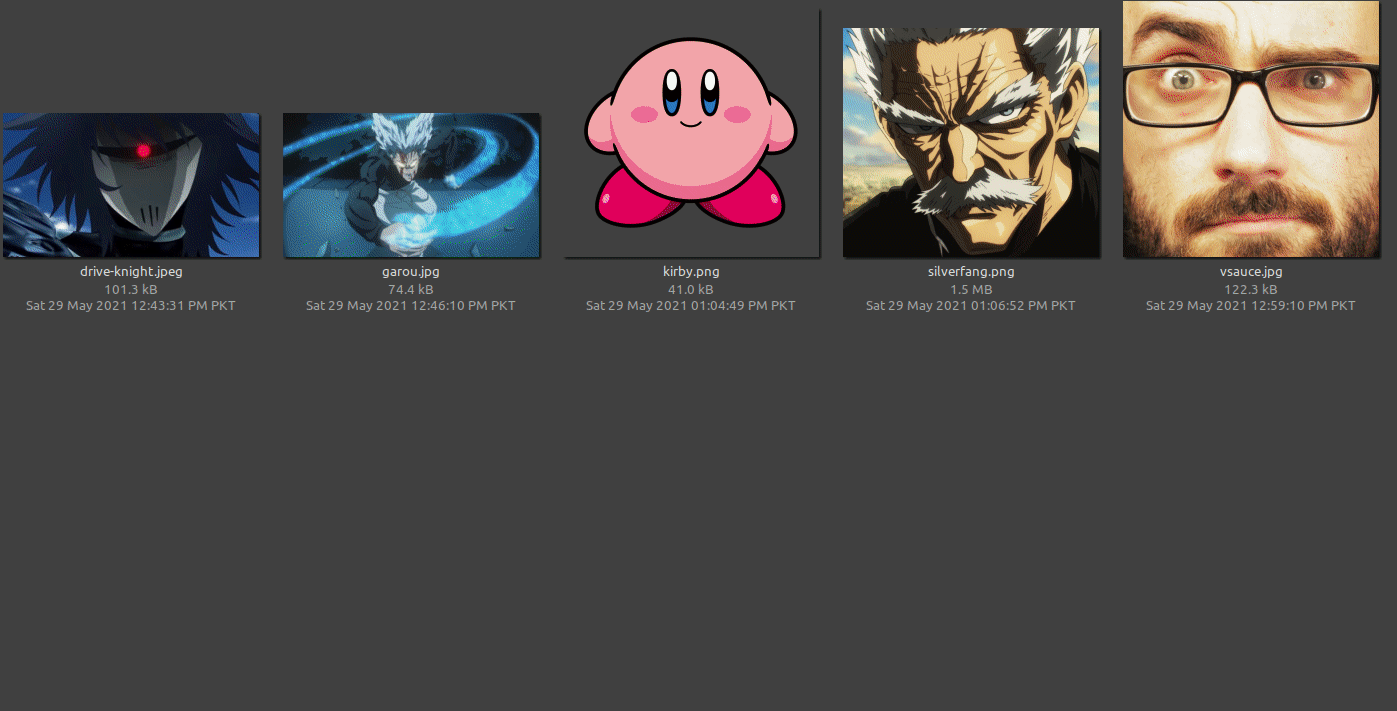 drive-knight.jpeg
101.3 kB
Sat 29 May 2021 12:43:31 PM PKT
garou.jpg
74.4 kB
Sat 29 May 2021 12:46:10 PM PKT
kirby.png
41.0 kB
Sat 29 May 2021 01:04:49 PM PKT
silverfang.png
1.5 MB
Sat 29 May 2021 01:06:52 PM PKT
vsauce.jpg
122.3 kB
Sat 29 May 2021 12:59:10 PM PKT